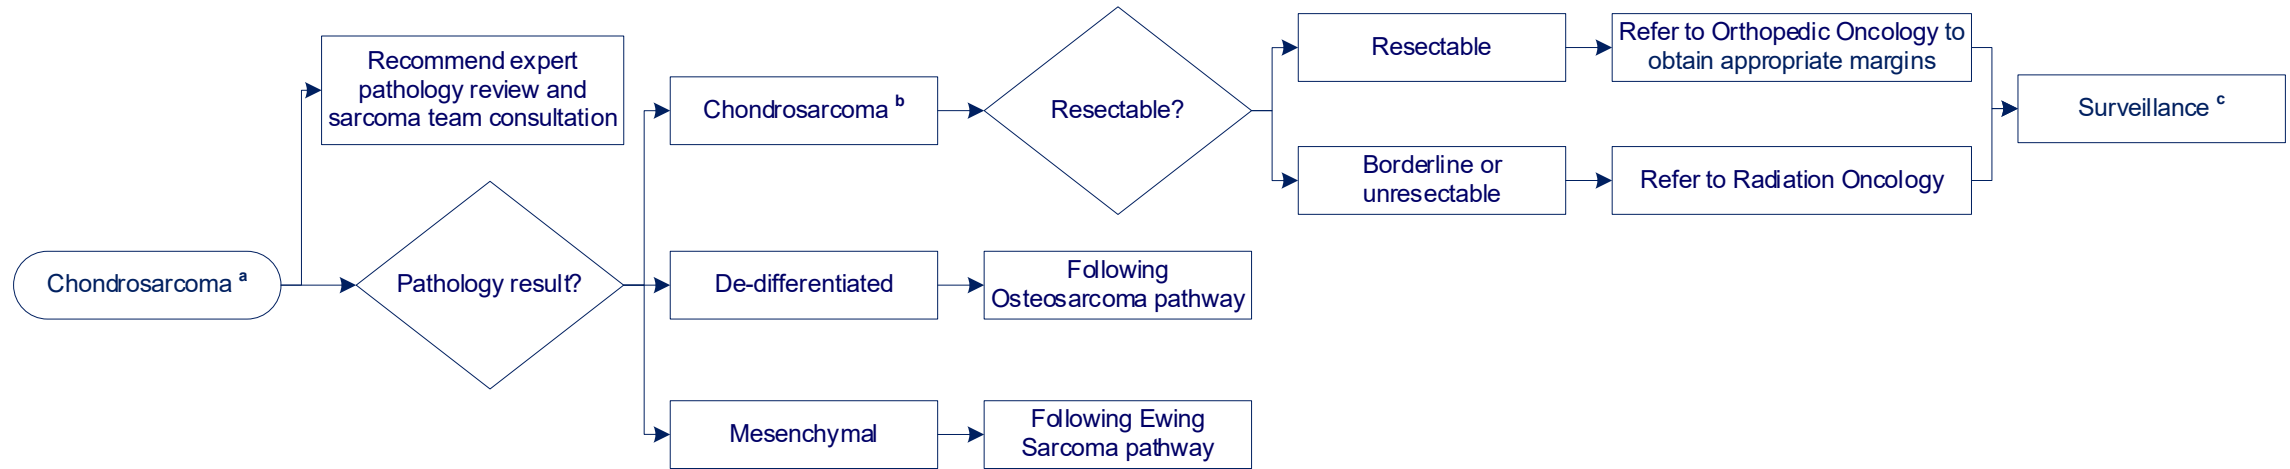 Chondrosarcoma a
Recommend expert
pathology review and
sarcoma team consultation
Pathology result?
Chondrosarcoma b
Resectable?
Resectable
Refer to Orthopedic Oncology to
obtain appropriate margins
Borderline or
unresectable
Refer to Radiation Oncology
Surveillance c
De-differentiated
Following
Osteosarcoma pathway
Mesenchymal
Following Ewing
Sarcoma pathway